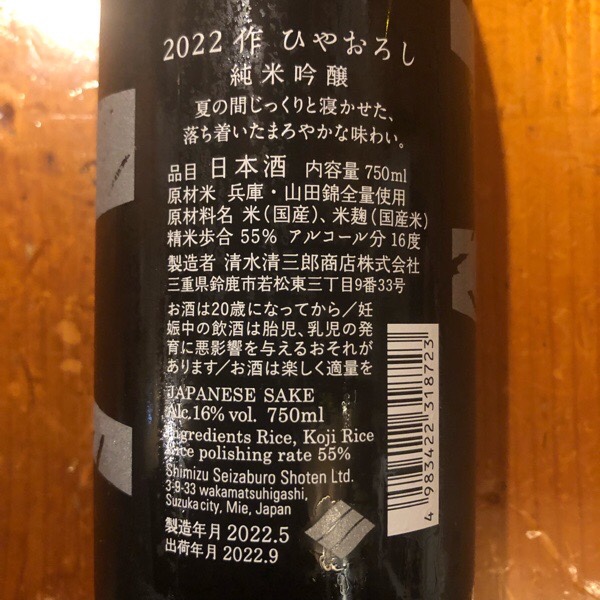 2022 作 ひやおろし
純米吟醸
夏の間じっくりと寝かせた、
落ち着いたまろやかな味わい。
品目 日本酒 内容量 750ml
原材米 兵庫・山田錦全量使用
原材料名 米（国産）、米麹（国産米）
精米歩合 55% アルコール分 16度
製造者 清水清三郎商店株式会社
三重県鈴鹿市若松東三丁目9番33号
お酒は20歳になってから／妊
娠中の飲酒は胎児、乳児の発
育に悪影響を与えるおそれが
あります／お酒は楽しく適量を
JAPANESE SAKE
Alc.16% vol. 750ml
Ingredients Rice, Koji Rice
Rice polishing rate 55%
Shimizu Seizaburo Shoten Ltd.
3-9-33 wakamatsuhigashi,
Suzuka city, Mie, Japan
製造年月 2022.5
出荷年月 2022.9
4 983422 318723